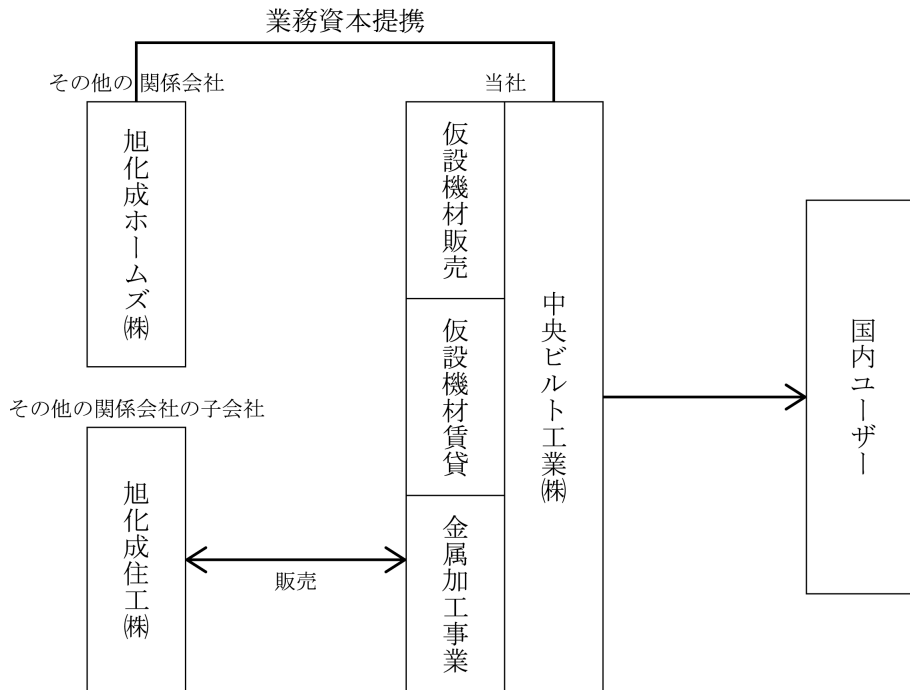 業務資本提携
その他の関係会社
当社
旭化成ホームズ㈱
仮設機材販売
仮設機材賃貸
金属加工事業
中央ビルト工業㈱
国内ユーザー
その他の関係会社の子会社
旭化成住工㈱
販売